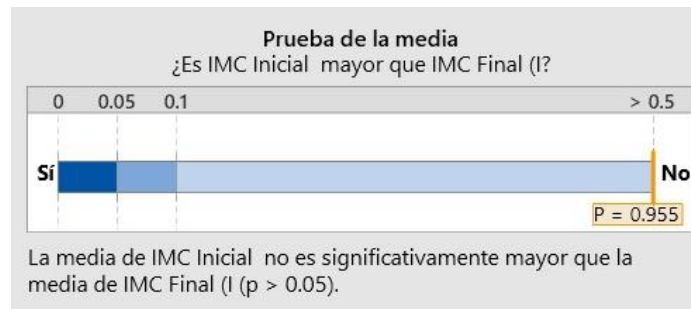 Prueba de la media
¿Es IMC Inicial mayor que IMC Final (I?
0 0.05 0.1 > 0.5
Sí No
P = 0.955
La media de IMC Inicial no es significativamente mayor que la
media de IMC Final (I (p > 0.05).